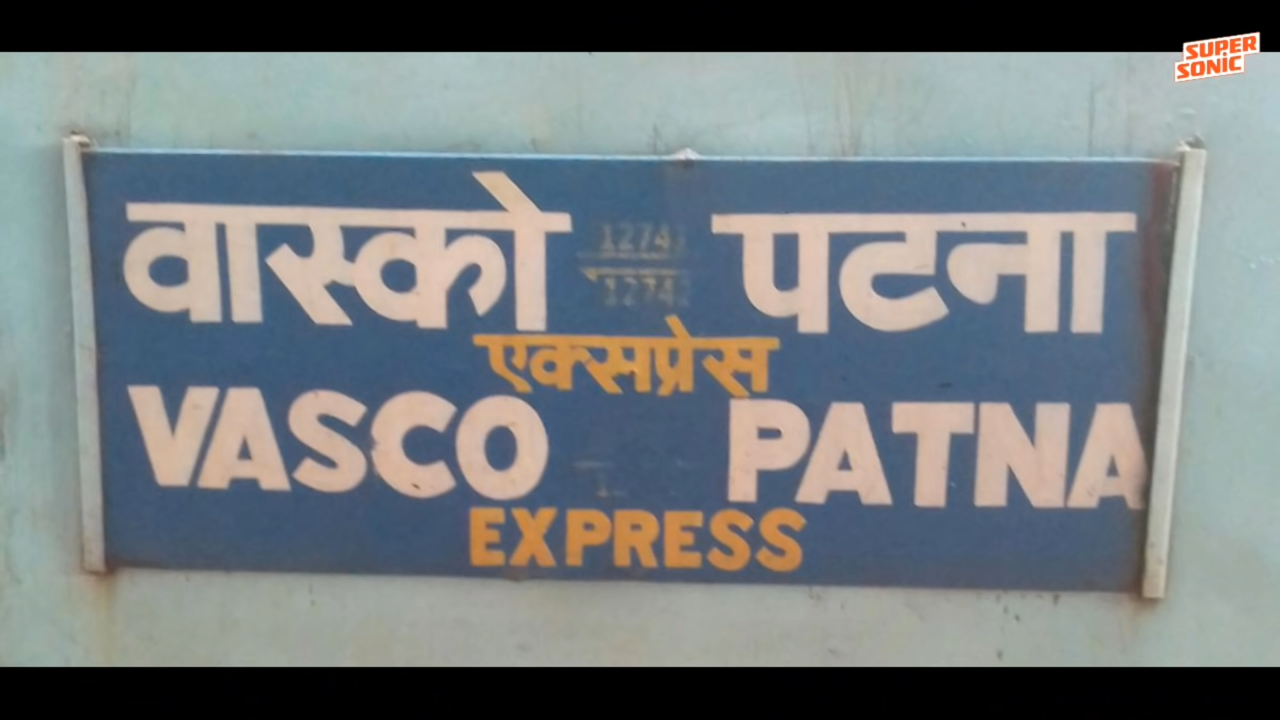 SUPER
SONIC
वास्को पटना
एक्सप्रेस
VASCO PATNA
EXPRESS